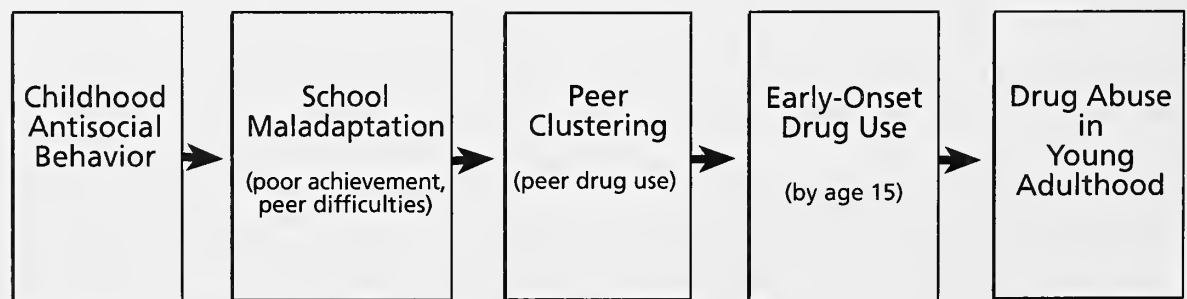 Childhood
Antisocial
Behavior
School
Maladaptation
(poor achievement,
peer difficulties)
Peer
Clustering
(peer drug use)
Early-Onset
Drug Use
(by age 15)
Drug Abuse
in
Young
Adulthood